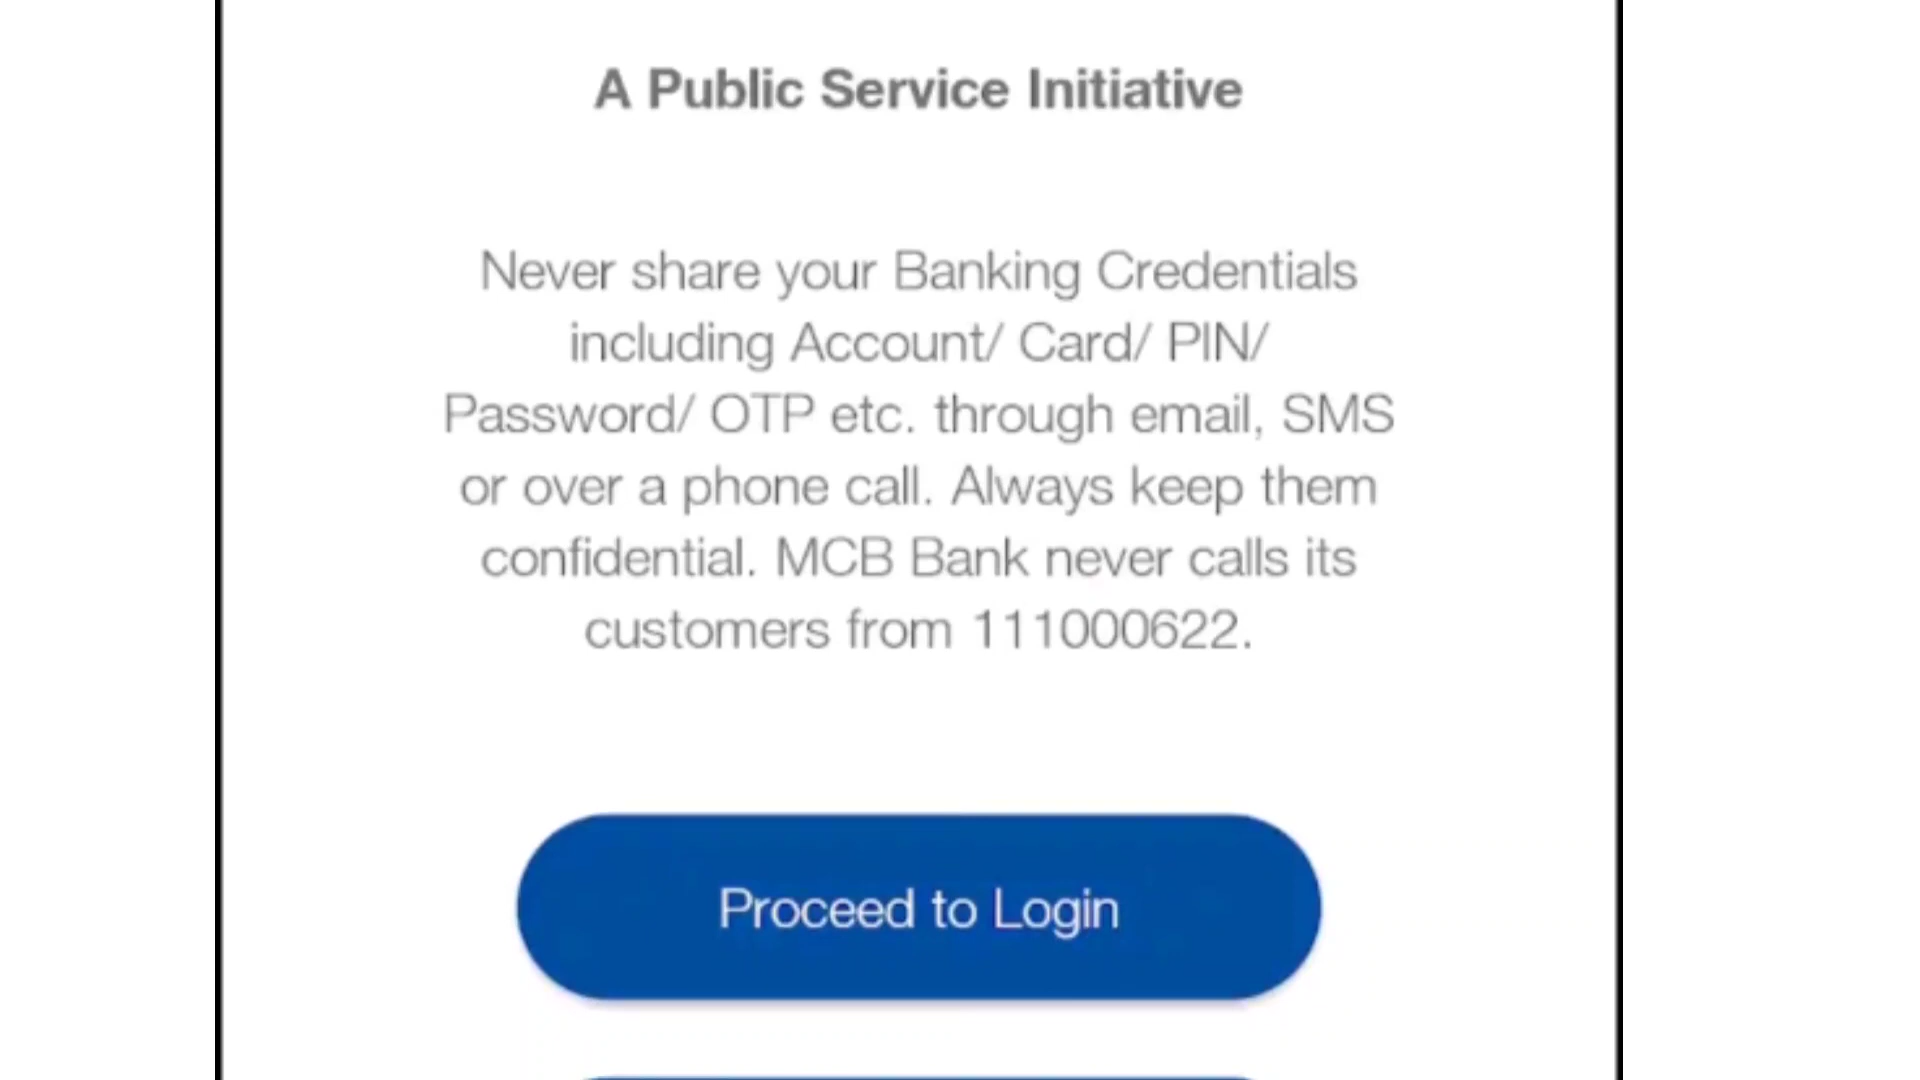 A Public Service Initiative
Never share your Banking Credentials
including Account/ Card/ PIN/
Password/ OTP etc. through email, SMS
or over a phone call. Always keep them
confidential. MCB Bank never calls its
customers from 111000622.
Proceed to Login